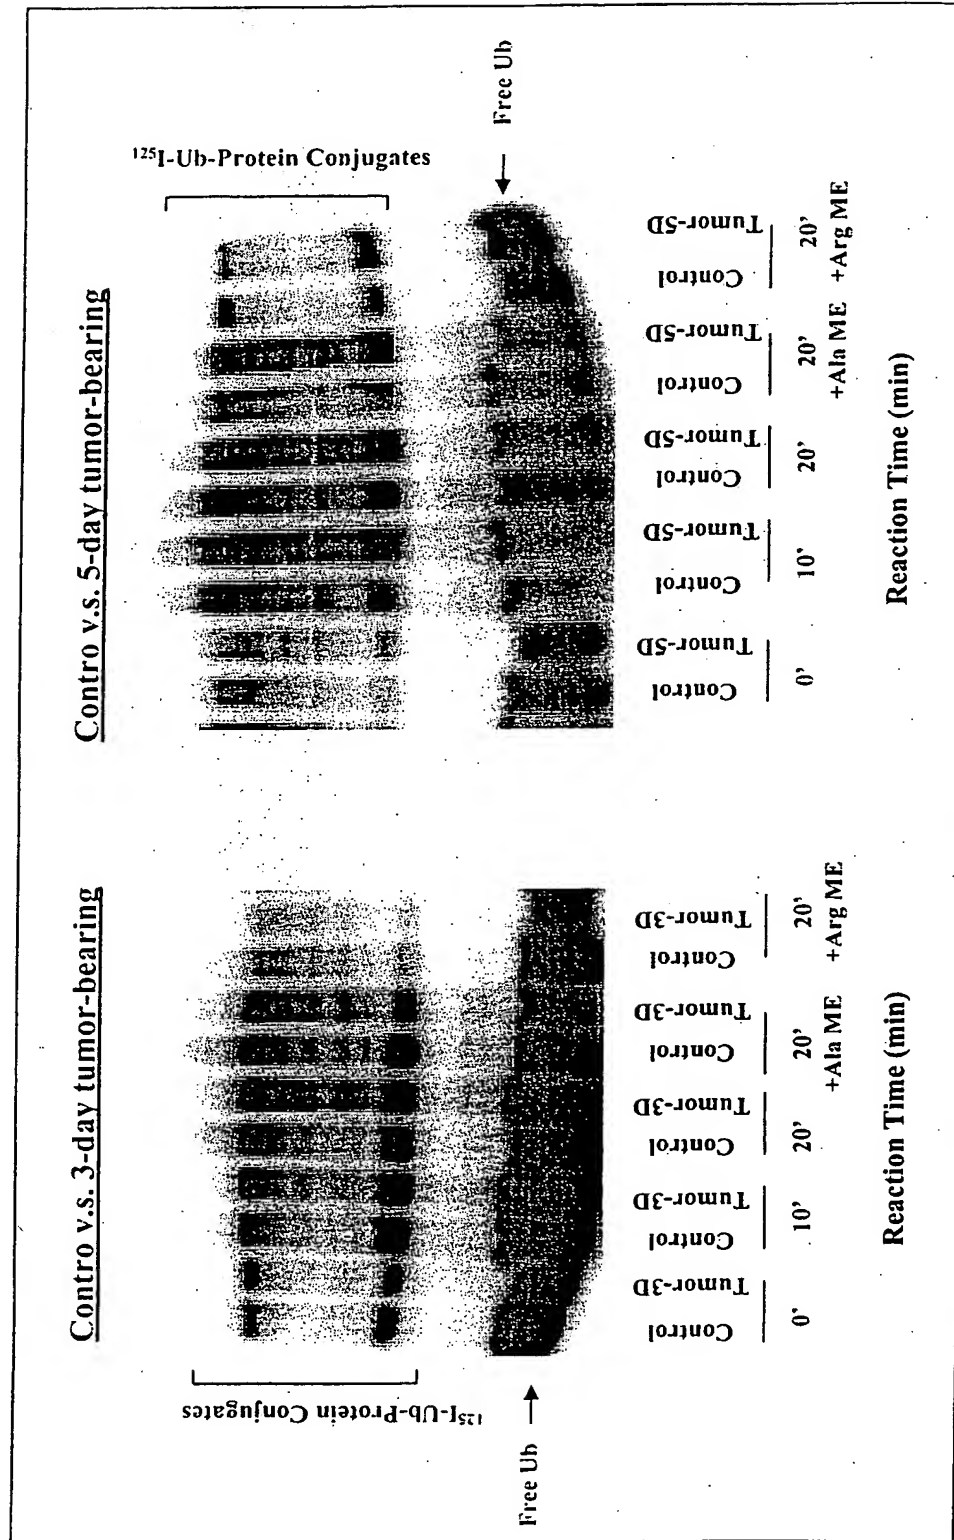 Contro v.s. 3-day tumor-bearing
¹²⁵I-Ub-Protein Conjugates
Free Ub
Control Tumor-3D Control Tumor-3D Control Tumor-3D Control Tumor-3D Control Tumor-3D
0' 10' 20' 20' 20'
+Ala ME +Arg ME
Reaction Time (min)
Contro v.s. 5-day tumor-bearing
¹²⁵I-Ub-Protein Conjugates
Free Ub
Control Tumor-5D Control Tumor-5D Control Tumor-5D Control Tumor-5D Control Tumor-5D
0' 10' 20' 20' 20'
+Ala ME +Arg ME
Reaction Time (min)